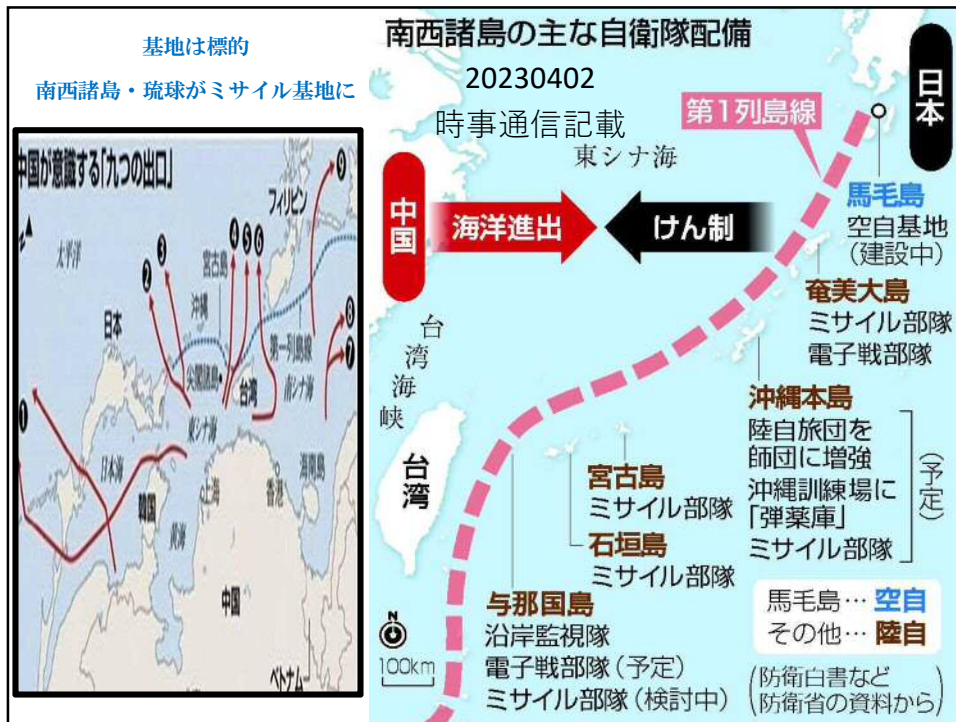 基地は標的
南西諸島・琉球がミサイル基地に
中国が意識する「九つの出口」
太平洋
日本
沖縄
宮古島
フィリピン
尖閣諸島
台湾
第一列島線
南シナ海
東シナ海
日本海
韓国
黄海
上海
香港
海南島
中国
ベトナム
❶
❷
❸
❹
❺
❻
❼
❽
❾
南西諸島の主な自衛隊配備
20230402
時事通信記載
第1列島線
日本
東シナ海
中国
海洋進出
けん制
馬毛島
空自基地
(建設中)
奄美大島
ミサイル部隊
電子戦部隊
台湾海峡
台湾
沖縄本島
陸自旅団を
師団に増強
沖縄訓練場に
「弾薬庫」
ミサイル部隊
(予定)
宮古島
ミサイル部隊
石垣島
ミサイル部隊
与那国島
沿岸監視隊
電子戦部隊(予定)
ミサイル部隊(検討中)
N
100km
馬毛島…空自
その他…陸自
(防衛白書など
防衛省の資料から)